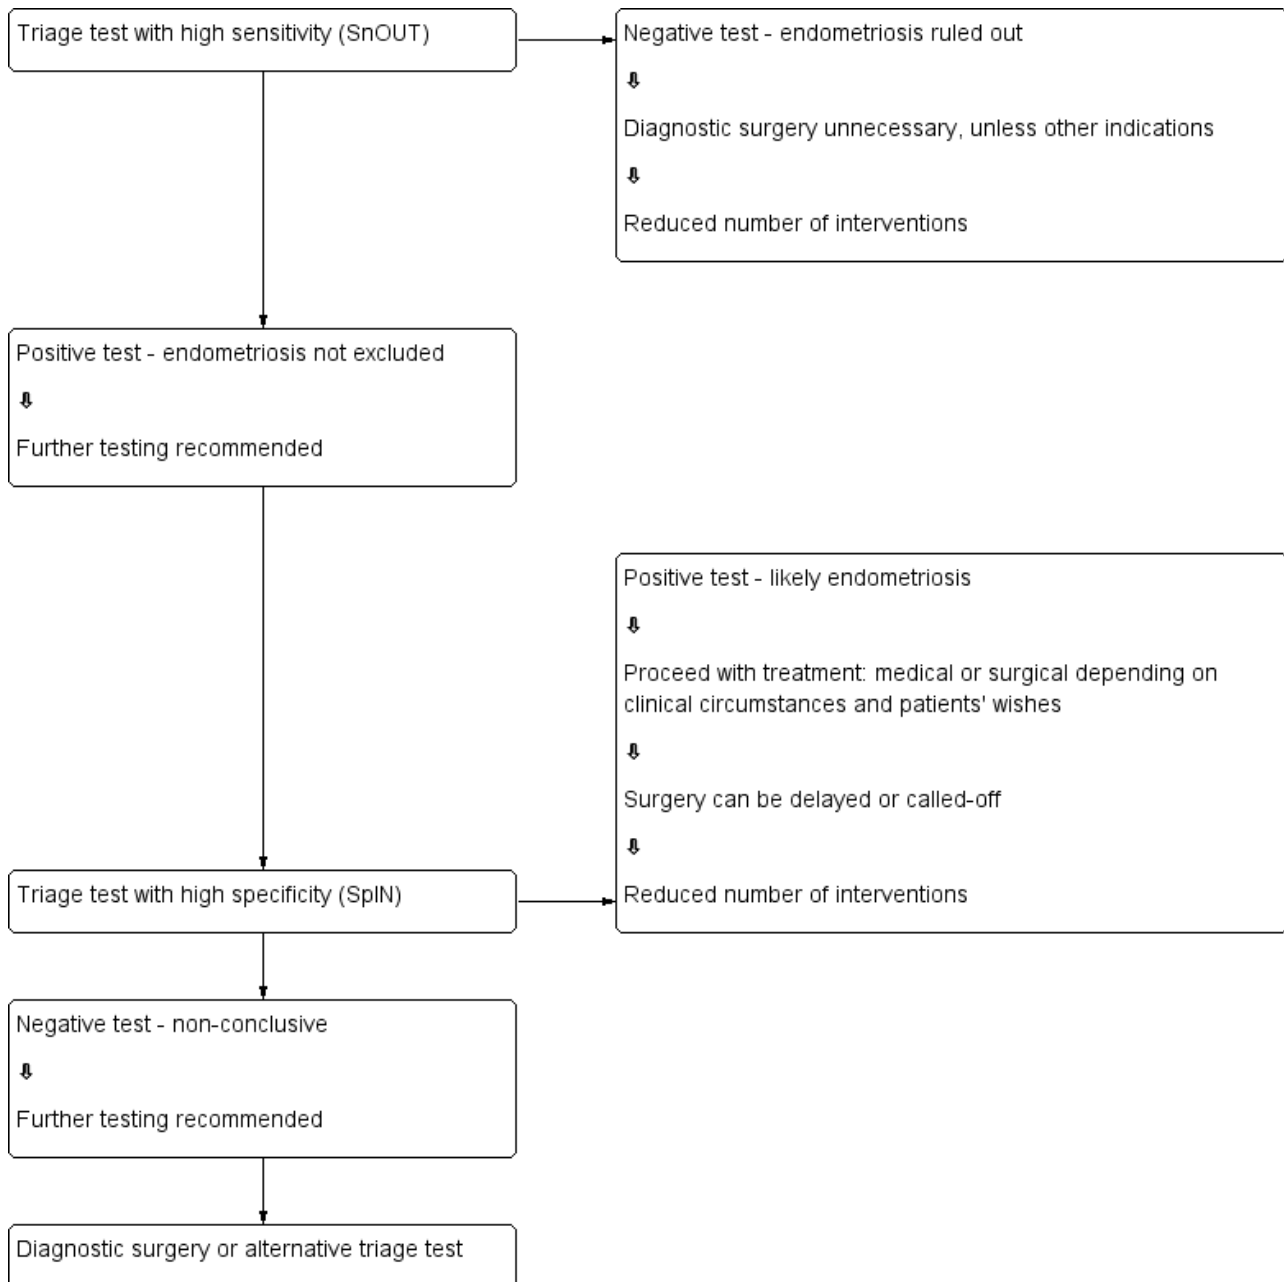 Triage test with high sensitivity (SnOUT)
Negative test - endometriosis ruled out
⇩
Diagnostic surgery unnecessary, unless other indications
⇩
Reduced number of interventions
Positive test - endometriosis not excluded
⇩
Further testing recommended
Positive test - likely endometriosis
⇩
Proceed with treatment: medical or surgical depending on
clinical circumstances and patients' wishes
⇩
Surgery can be delayed or called-off
⇩
Reduced number of interventions
Triage test with high specificity (SpIN)
Negative test - non-conclusive
⇩
Further testing recommended
Diagnostic surgery or alternative triage test